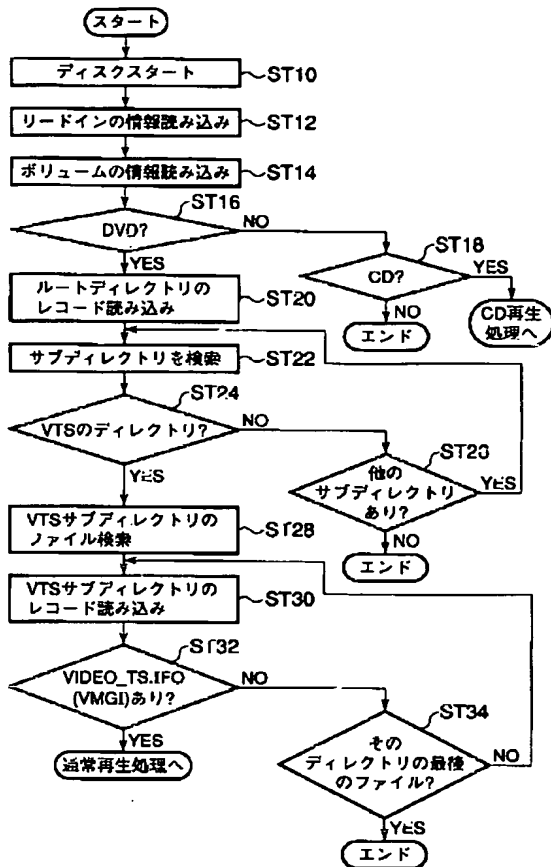 スタート
ディスクスタート
ST10
リードインの情報読み込み
ST12
ボリュームの情報読み込み
ST14
ST16
DVD?
NO
YES
ST18
CD?
YES
NO
エンド
CD再生
処理へ
ルートディレクトリの
レコード読み込み
ST20
サブディレクトリを検索
ST22
ST24
VTSのディレクトリ?
NO
YES
ST26
他の
サブディレクトリ
あり?
YES
NO
エンド
VTSサブディレクトリの
ファイル検索
ST28
VTSサブディレクトリの
レコード読み込み
ST30
ST32
VIDEO_TS.IFO
(VMGI)あり?
NO
YES
通常再生処理へ
ST34
その
ディレクトリの最後
のファイル?
NO
YES
エンド